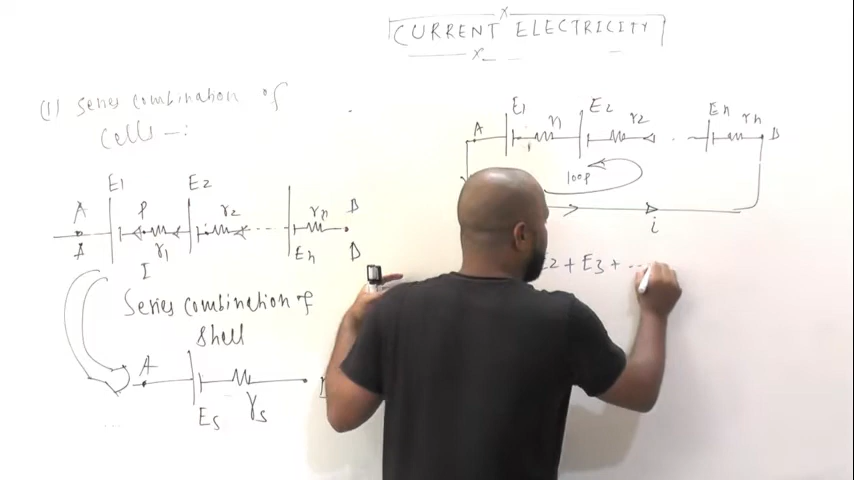 CURRENT ELECTRICITY
(1) Series combination of
Cells -:
E1 E2
A P r2 rn B
A r1 En D
I
Series combination of
shell
A
Es rs
E1 E2 En
A r1 r2 rn B
loop
i
E2 + E3 + ...